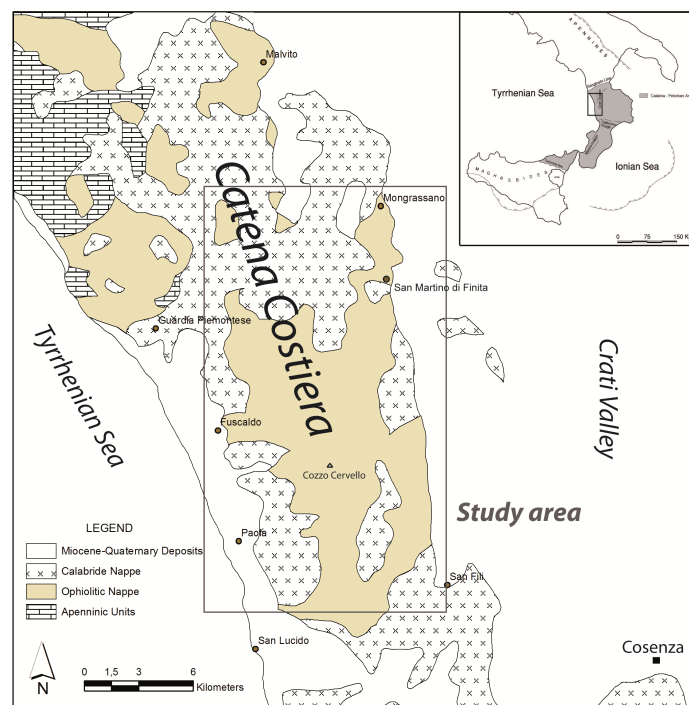 Malvito
Mongrassano
San Martino di Finita
Guardia Piemontese
Fuscaldo
Cozzo Cervello
Paola
San Fili
San Lucido
Cosenza
Catena Costiera
Tyrrhenian Sea
Crati Valley
Study area
LEGEND
Miocene-Quaternary Deposits
Calabride Nappe
Ophiolitic Nappe
Apenninic Units
N
0 1,5 3 6
Kilometers
APENNINES
Tyrrhenian Sea
Ionian Sea
MAGHREBIDES
0 75 150 K